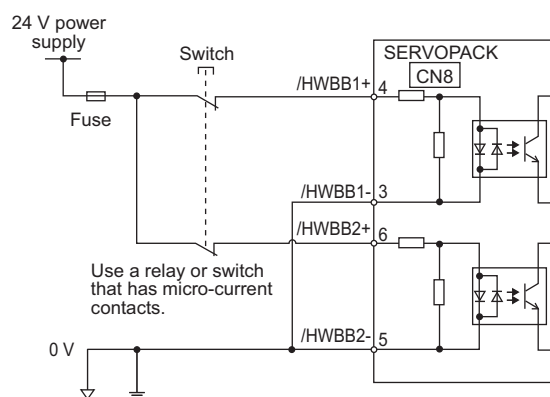 24 V power
supply
Switch
SERVOPACK
CN8
/HWBB1+
4
Fuse
/HWBB1-
3
/HWBB2+
6
Use a relay or switch
that has micro-current
contacts.
/HWBB2-
5
0 V